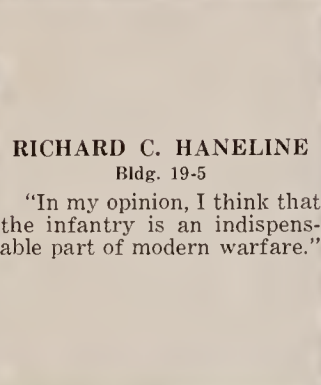 RICHARD C. HANELINE
Bldg. 19-5
“In my opinion, I think that
the infantry is an indispens-
able part of modern warfare.”